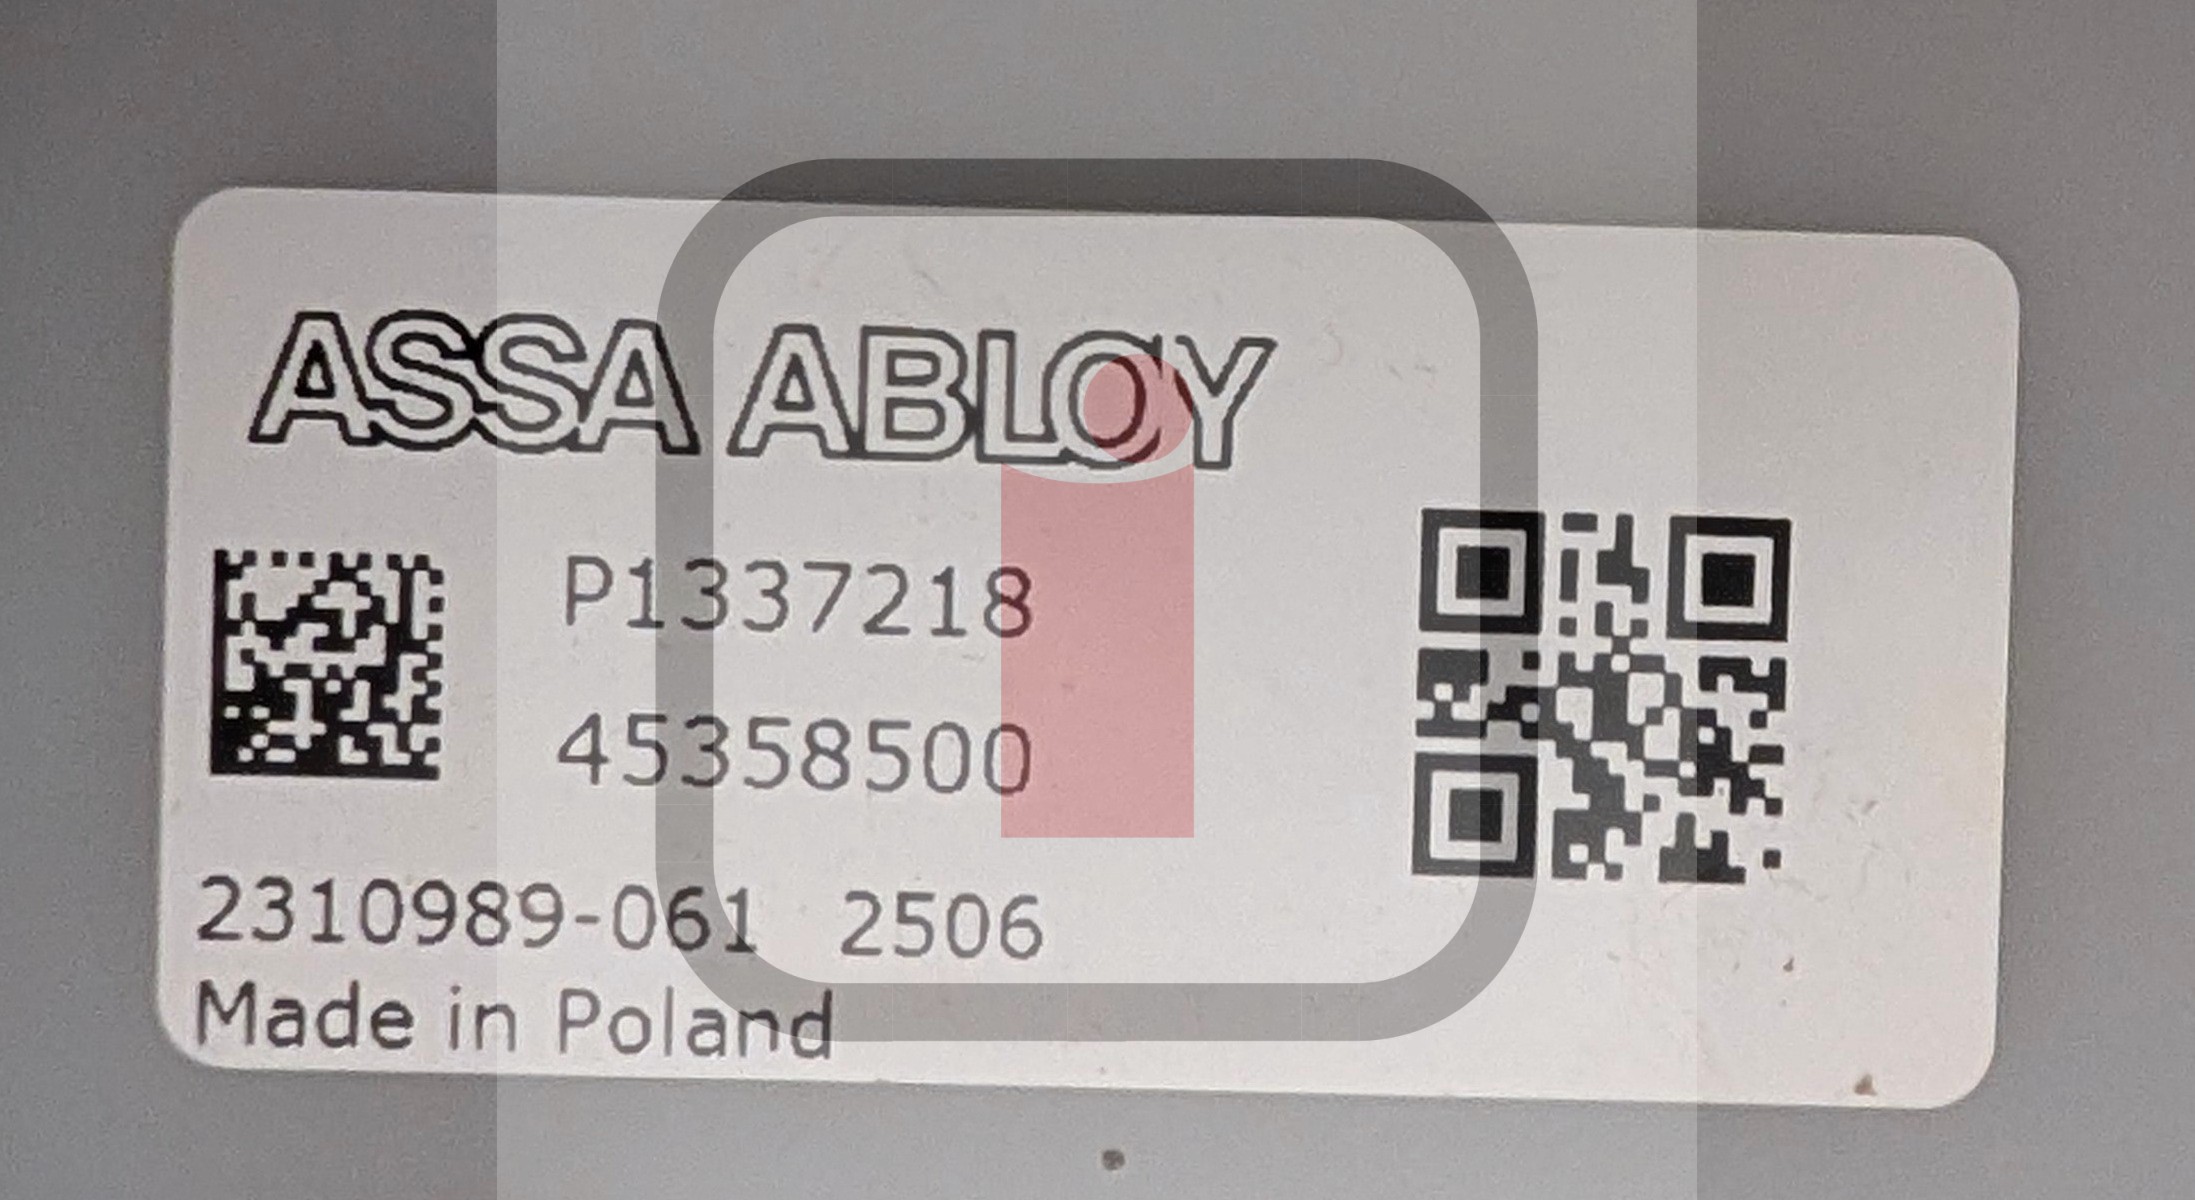 ASSA ABLOY
P1337218
45358500
2310989-061 2506
Made in Poland